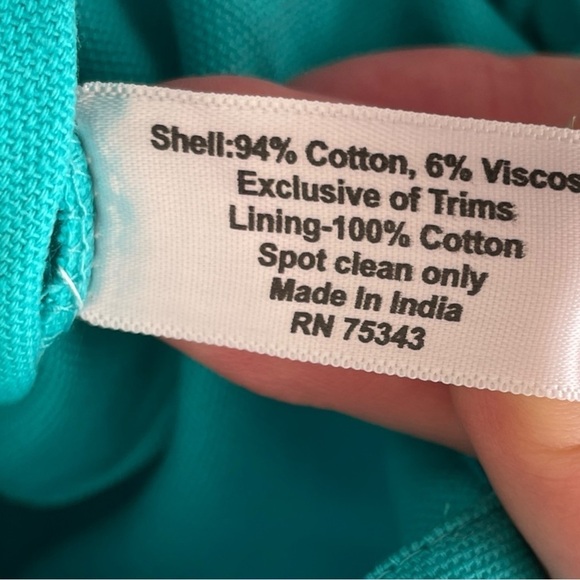 Shell:94% Cotton, 6% Viscos
Exclusive of Trims
Lining-100% Cotton
Spot clean only
Made In India
RN 75343